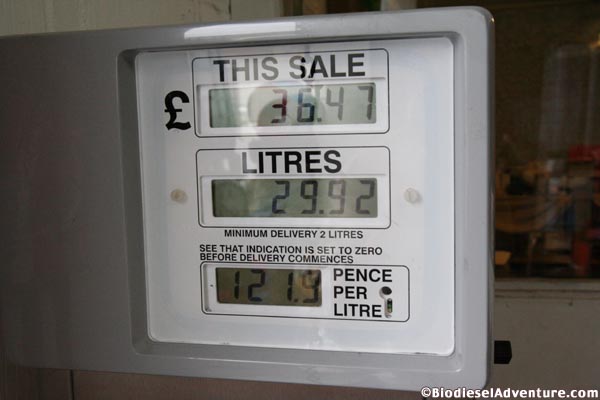 THIS SALE
£ 36.47
LITRES
29.92
MINIMUM DELIVERY 2 LITRES
SEE THAT INDICATION IS SET TO ZERO
BEFORE DELIVERY COMMENCES
121.9
PENCE
PER
LITRE
©BiodieselAdventure.com